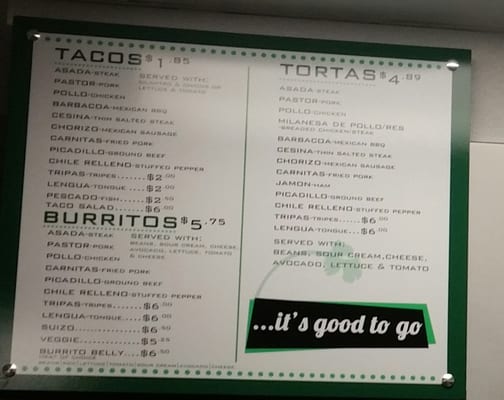 TACOS $1.85
ASADA-STEAK
PASTOR-PORK
POLLO-CHICKEN
BARBACOA-MEXICAN BBQ
CESINA-THIN SALTED STEAK
CHORIZO-MEXICAN SAUSAGE
CARNITAS-FRIED PORK
PICADILLO-GROUND BEEF
CHILE RELLENO-STUFFED PEPPER
TRIPAS-TRIPES.......$2.00
LENGUA-TONGUE ...$2.00
PESCADO-FISH......$2.50
TACO SALAD......$6.00
SERVED WITH:
CILANTRO & ONIONS OR
LETTUCE & TOMATO
BURRITOS $5.75
ASADA-STEAK
PASTOR-PORK
POLLO-CHICKEN
CARNITAS-FRIED PORK
PICADILLO-GROUND BEEF
CHILE RELLENO-STUFFED PEPPER
TRIPAS-TRIPES.......$6.00
LENGUA-TONGUE.....$6.00
SUIZO...............$6.50
VEGGIE..............$5.25
BURRITO BELLY....$6.50
SERVED WITH:
BEANS, SOUR CREAM, CHEESE,
AVOCADO, LETTUCE, TOMATO
& CHEESE
TORTAS $4.89
ASADA-STEAK
PASTOR-PORK
POLLO-CHICKEN
MILANESA DE POLLO/RES
-BREADED CHICKEN/STEAK
BARBACOA-MEXICAN BBQ
CESINA-THIN SALTED STEAK
CHORIZO-MEXICAN SAUSAGE
CARNITAS-FRIED PORK
JAMON-HAM
PICADILLO-GROUND BEEF
CHILE RELLENO-STUFFED PEPPER
TRIPAS-TRIPES......$6.00
LENGUA-TONGUE....$6.00
SERVED WITH:
BEANS, SOUR CREAM,CHEESE,
AVOCADO, LETTUCE & TOMATO
...it's good to go